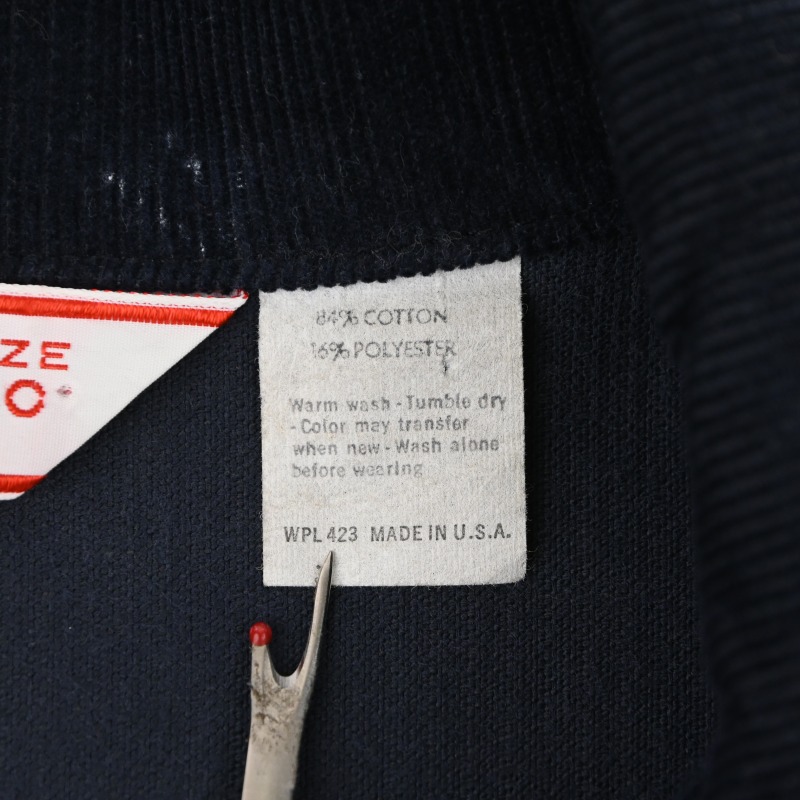 ZE
O
84% COTTON
16% POLYESTER
Warm wash - Tumble dry
- Color may transfer
when new - Wash alone
before wearing
WPL 423 MADE IN U.S.A.